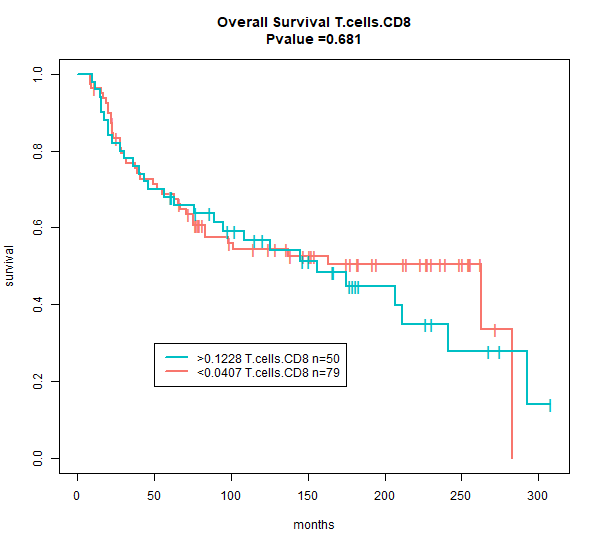 Overall Survival T.cells.CD8
Pvalue =0.681
survival
1.0
0.8
0.6
0.4
0.2
0.0
>0.1228 T.cells.CD8 n=50
<0.0407 T.cells.CD8 n=79
0 50 100 150 200 250 300
months